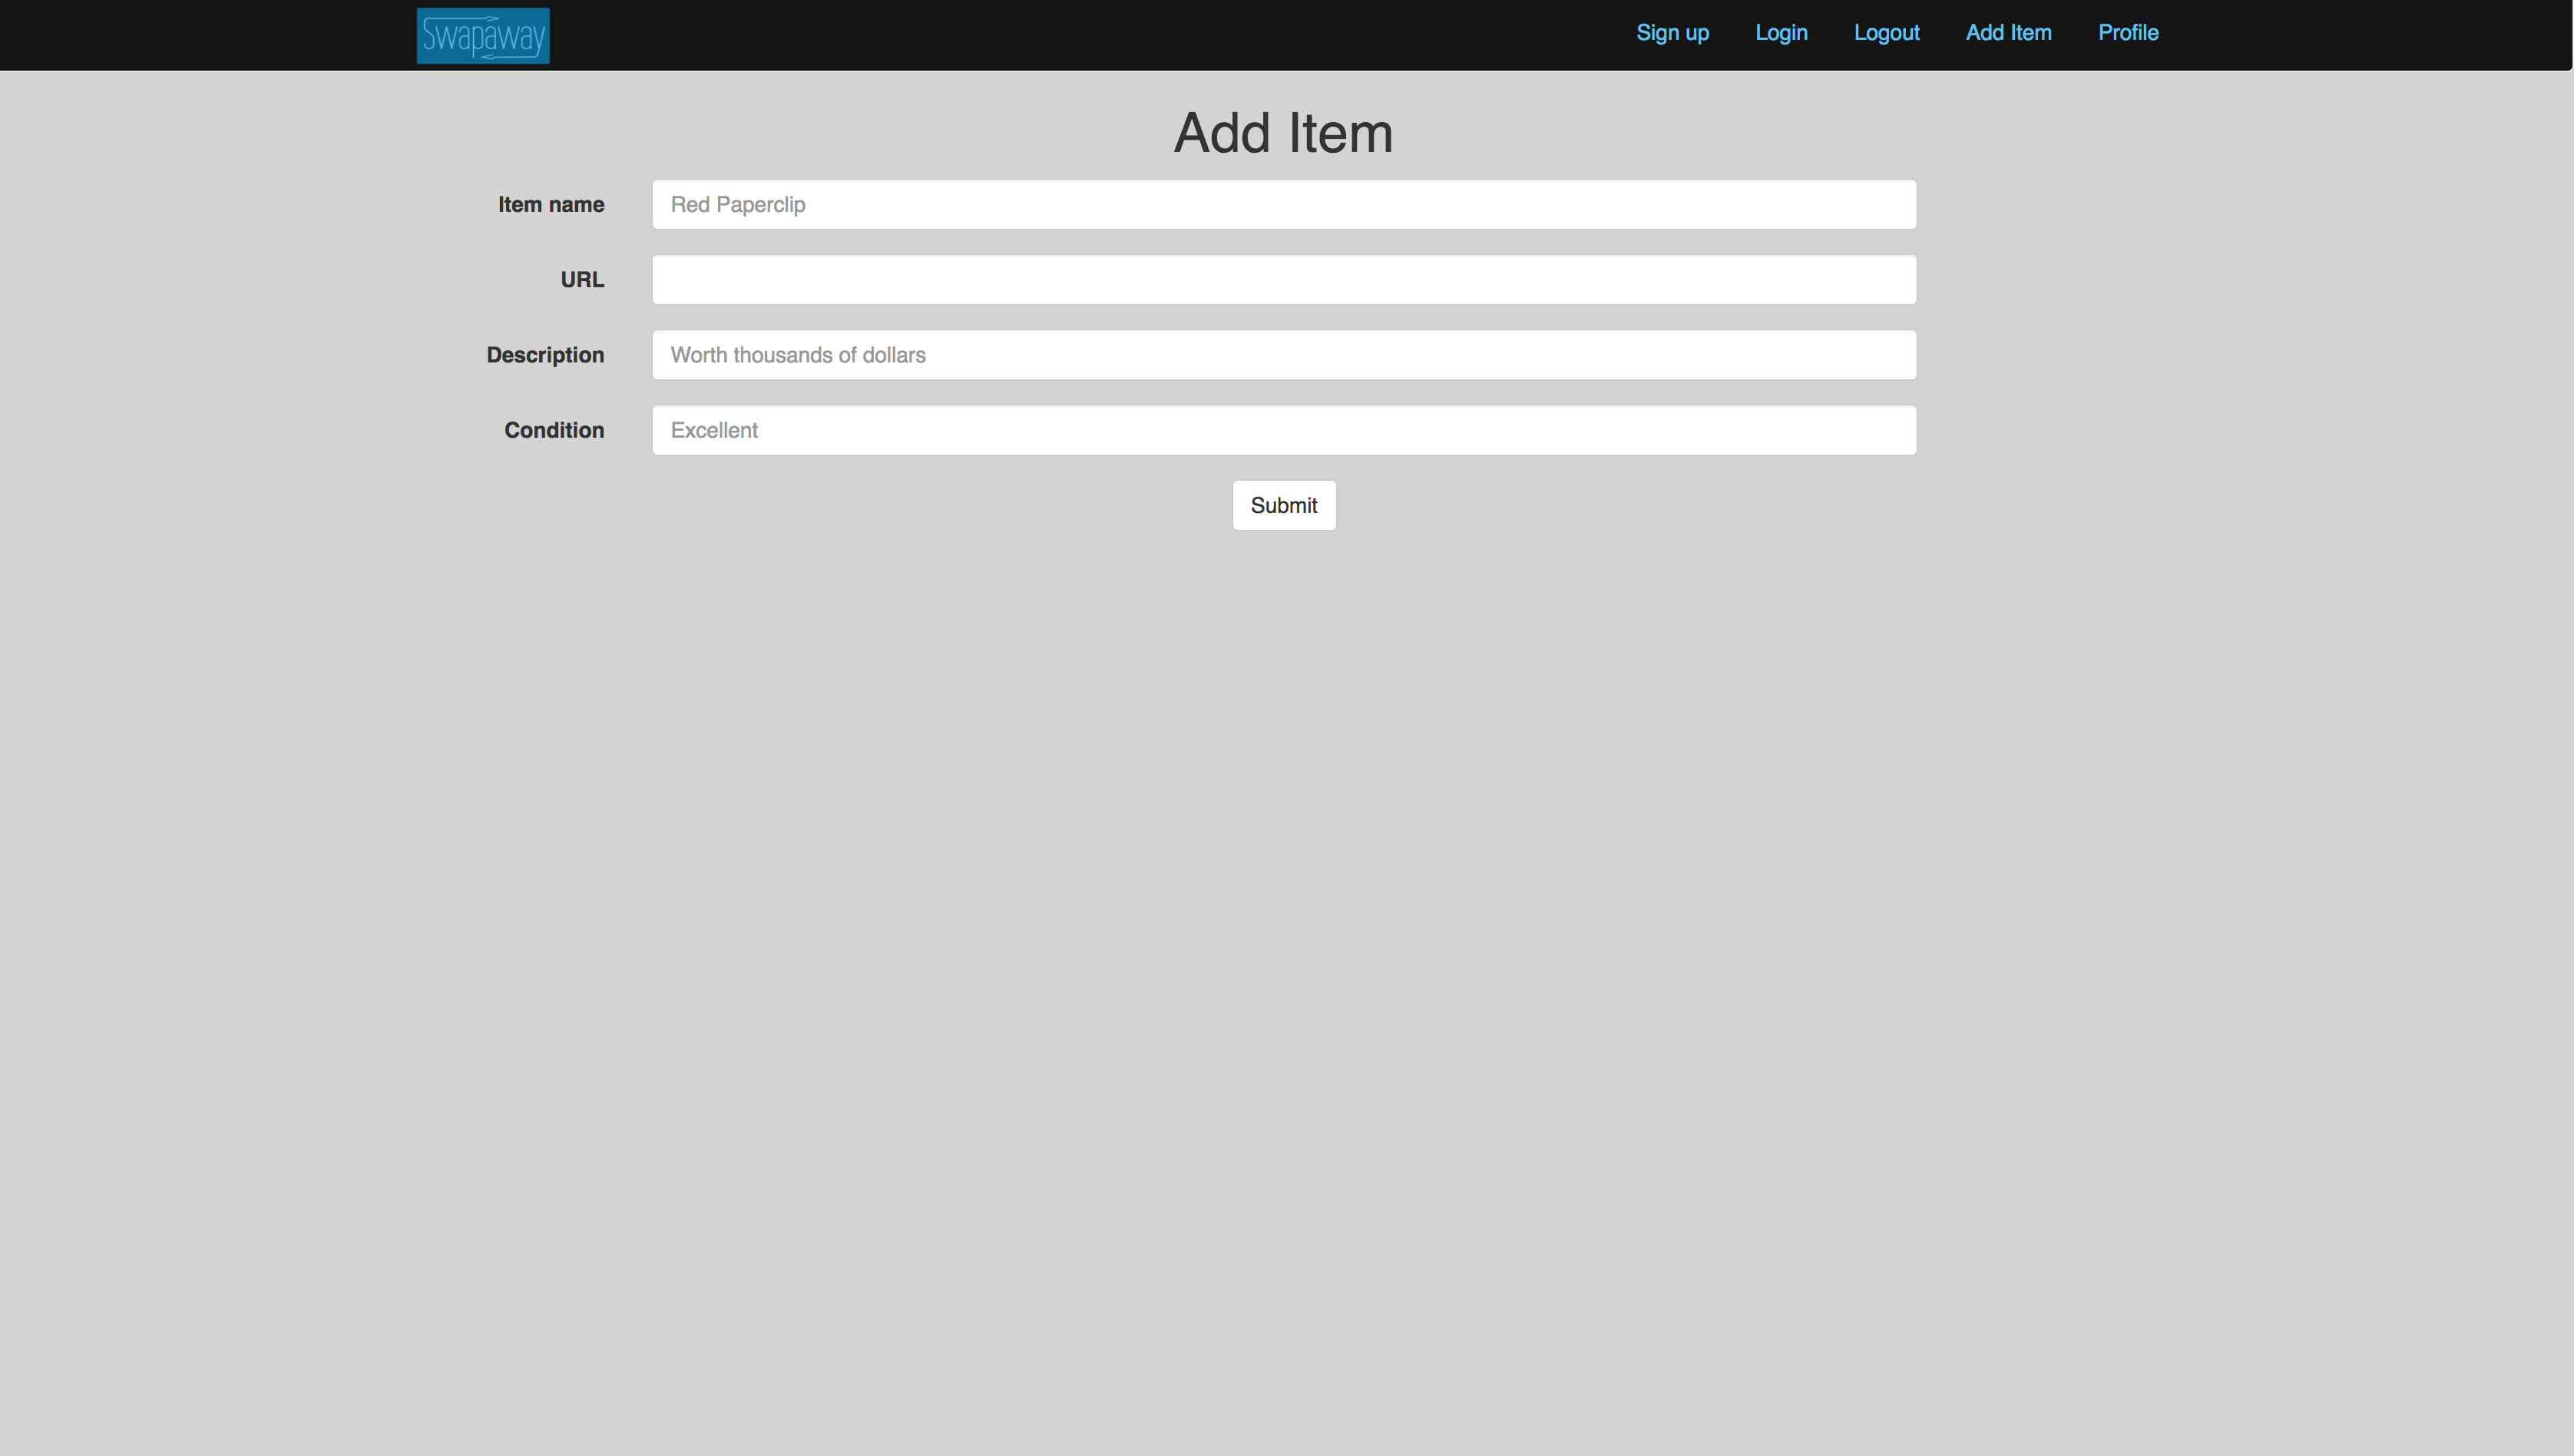 Swapaway
Sign up Login Logout Add Item Profile
Add Item
Item name Red Paperclip
URL
Description Worth thousands of dollars
Condition Excellent
Submit